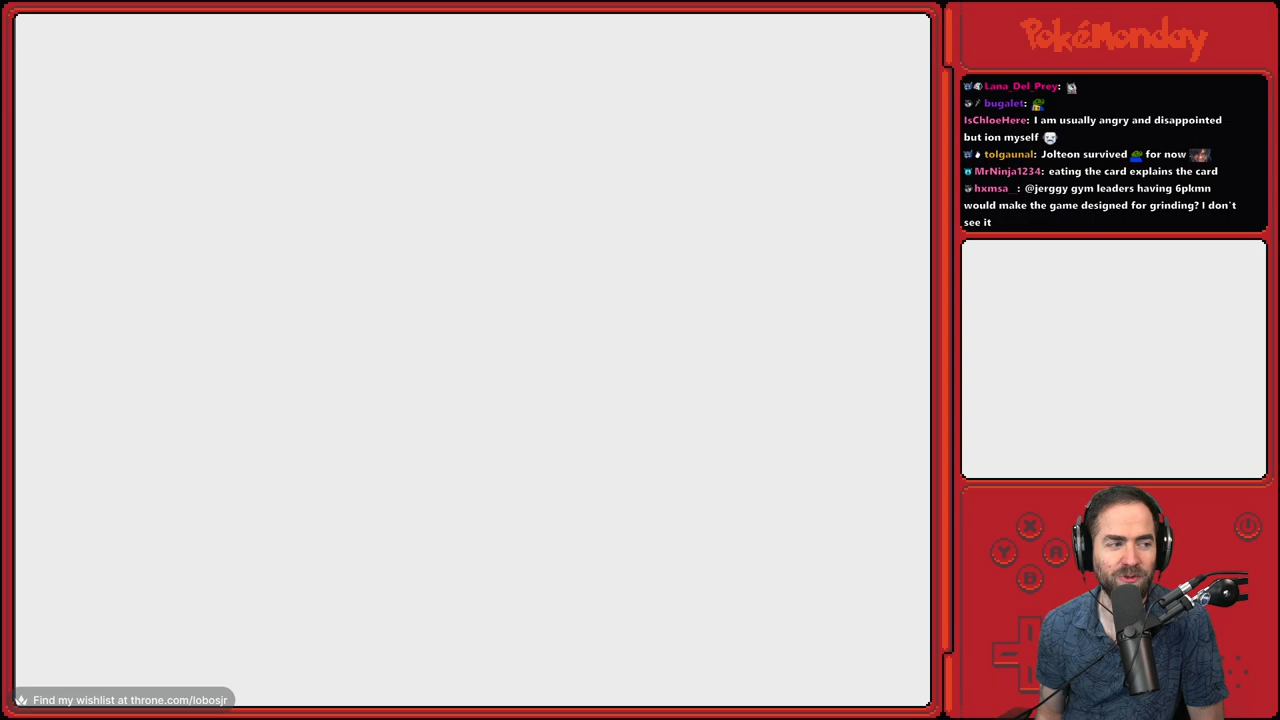 PokéMonday
Lana_Del_Prey:
bugalet:
IsChloeHere: I am usually angry and disappointed
but ion myself
tolgaunal: Jolteon survived for now
MrNinja1234: eating the card explains the card
hxmsa_: @jerggy gym leaders having 6pkmn
would make the game designed for grinding? I don't
see it
X
Y A
B
Find my wishlist at throne.com/lobosjr